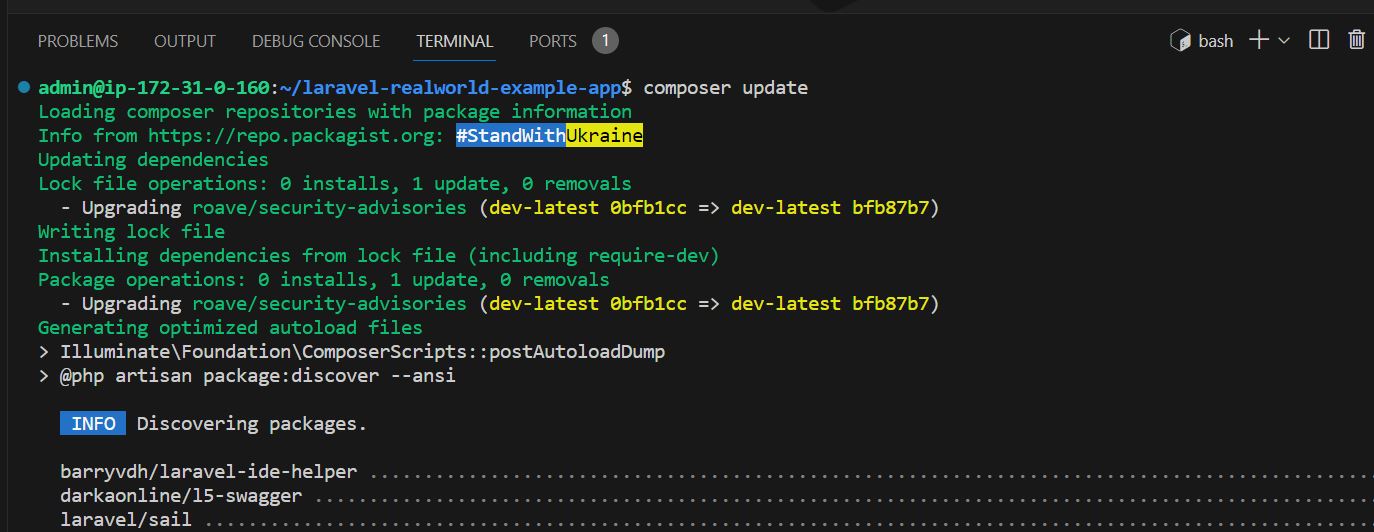 PROBLEMS OUTPUT DEBUG CONSOLE TERMINAL PORTS 1 bash
admin@ip-172-31-0-160:~/laravel-realworld-example-app$ composer update
Loading composer repositories with package information
Info from https://repo.packagist.org: #StandWithUkraine
Updating dependencies
Lock file operations: 0 installs, 1 update, 0 removals
  - Upgrading roave/security-advisories (dev-latest 0bfb1cc => dev-latest bfb87b7)
Writing lock file
Installing dependencies from lock file (including require-dev)
Package operations: 0 installs, 1 update, 0 removals
  - Upgrading roave/security-advisories (dev-latest 0bfb1cc => dev-latest bfb87b7)
Generating optimized autoload files
> Illuminate\Foundation\ComposerScripts::postAutoloadDump
> @php artisan package:discover --ansi
INFO Discovering packages.
barryvdh/laravel-ide-helper ....................................................................................
darkaonline/l5-swagger .........................................................................................
laravel/sail ...................................................................................................